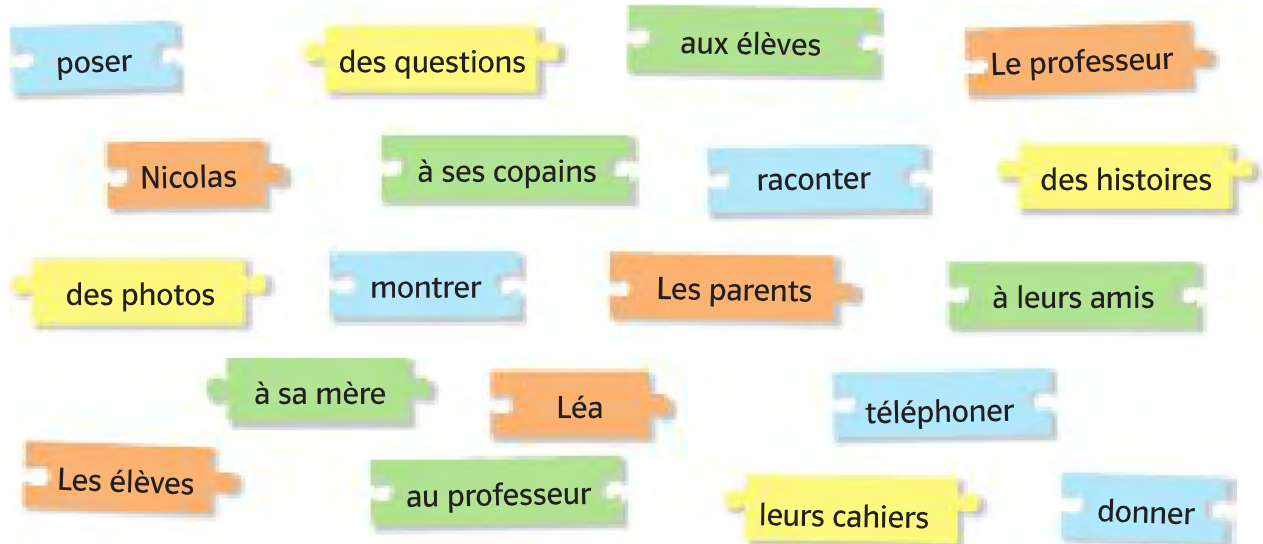 poser
des questions
aux élèves
Le professeur
Nicolas
à ses copains
raconter
des histoires
des photos
montrer
Les parents
à leurs amis
à sa mère
Léa
téléphoner
Les élèves
au professeur
leurs cahiers
donner